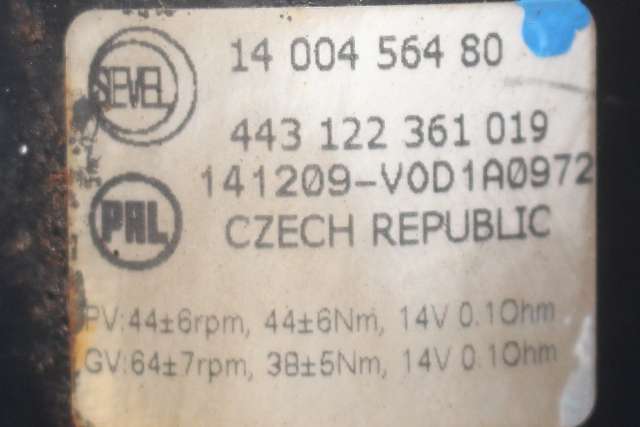 SEVEL
14 004 564 80
443 122 361 019
141209-V0D1A0972
PAL
CZECH REPUBLIC
PV:44±6rpm, 44±6Nm, 14V 0.1Ohm
GV:64±7rpm, 38±5Nm, 14V 0.1Ohm